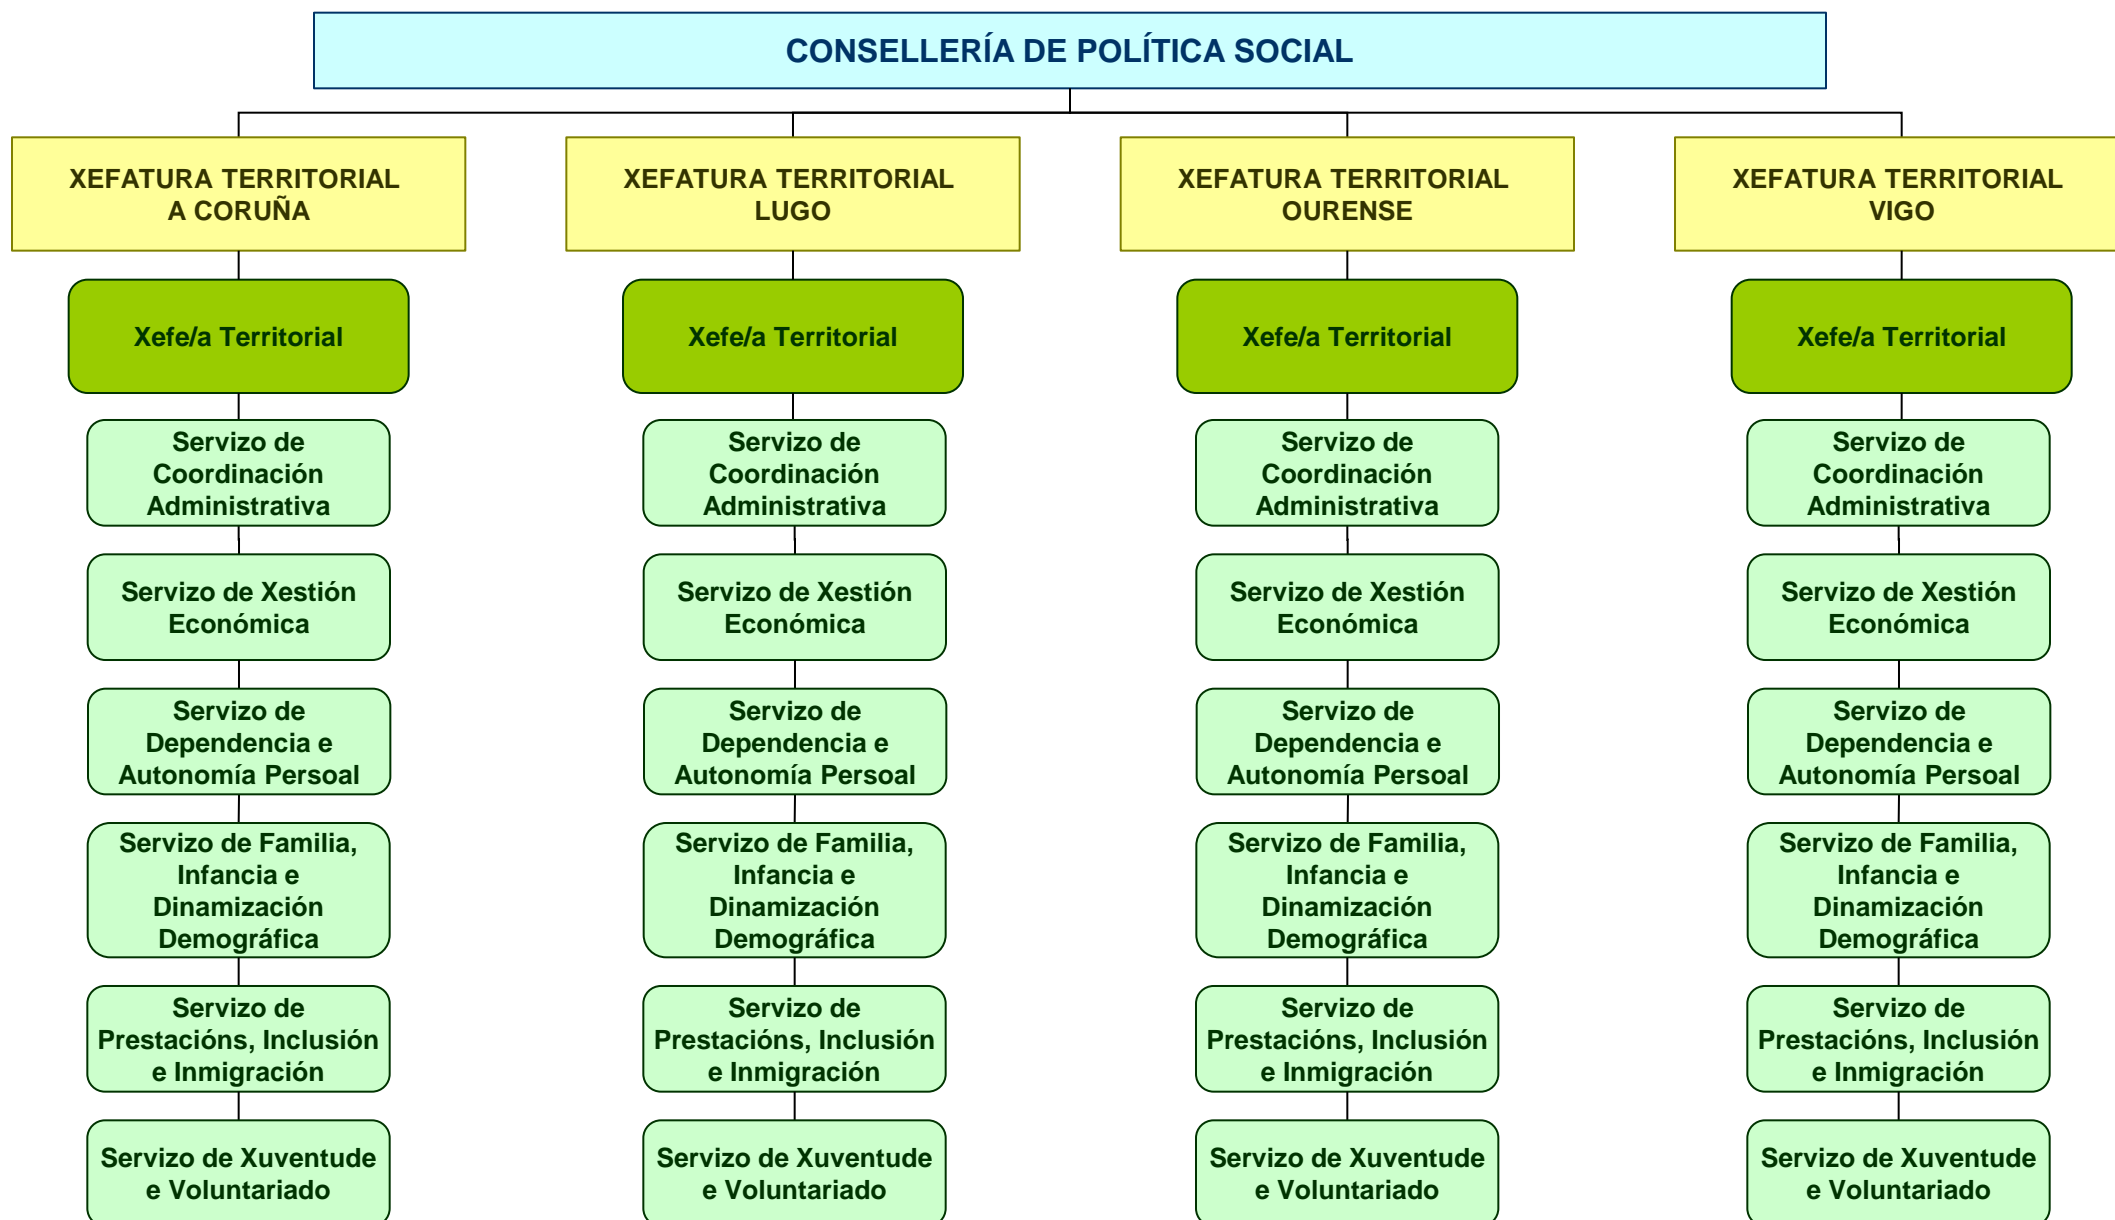 CONSELLERÍA DE POLÍTICA SOCIAL
XEFATURA TERRITORIAL
A CORUÑA
XEFATURA TERRITORIAL
LUGO
XEFATURA TERRITORIAL
OURENSE
XEFATURA TERRITORIAL
VIGO
Xefe/a Territorial
Xefe/a Territorial
Xefe/a Territorial
Xefe/a Territorial
Servizo de
Coordinación
Administrativa
Servizo de
Coordinación
Administrativa
Servizo de
Coordinación
Administrativa
Servizo de
Coordinación
Administrativa
Servizo de Xestión
Económica
Servizo de Xestión
Económica
Servizo de Xestión
Económica
Servizo de Xestión
Económica
Servizo de
Dependencia e
Autonomía Persoal
Servizo de
Dependencia e
Autonomía Persoal
Servizo de
Dependencia e
Autonomía Persoal
Servizo de
Dependencia e
Autonomía Persoal
Servizo de Familia,
Infancia e
Dinamización
Demográfica
Servizo de Familia,
Infancia e
Dinamización
Demográfica
Servizo de Familia,
Infancia e
Dinamización
Demográfica
Servizo de Familia,
Infancia e
Dinamización
Demográfica
Servizo de
Prestacións, Inclusión
e Inmigración
Servizo de
Prestacións, Inclusión
e Inmigración
Servizo de
Prestacións, Inclusión
e Inmigración
Servizo de
Prestacións, Inclusión
e Inmigración
Servizo de Xuventude
e Voluntariado
Servizo de Xuventude
e Voluntariado
Servizo de Xuventude
e Voluntariado
Servizo de Xuventude
e Voluntariado